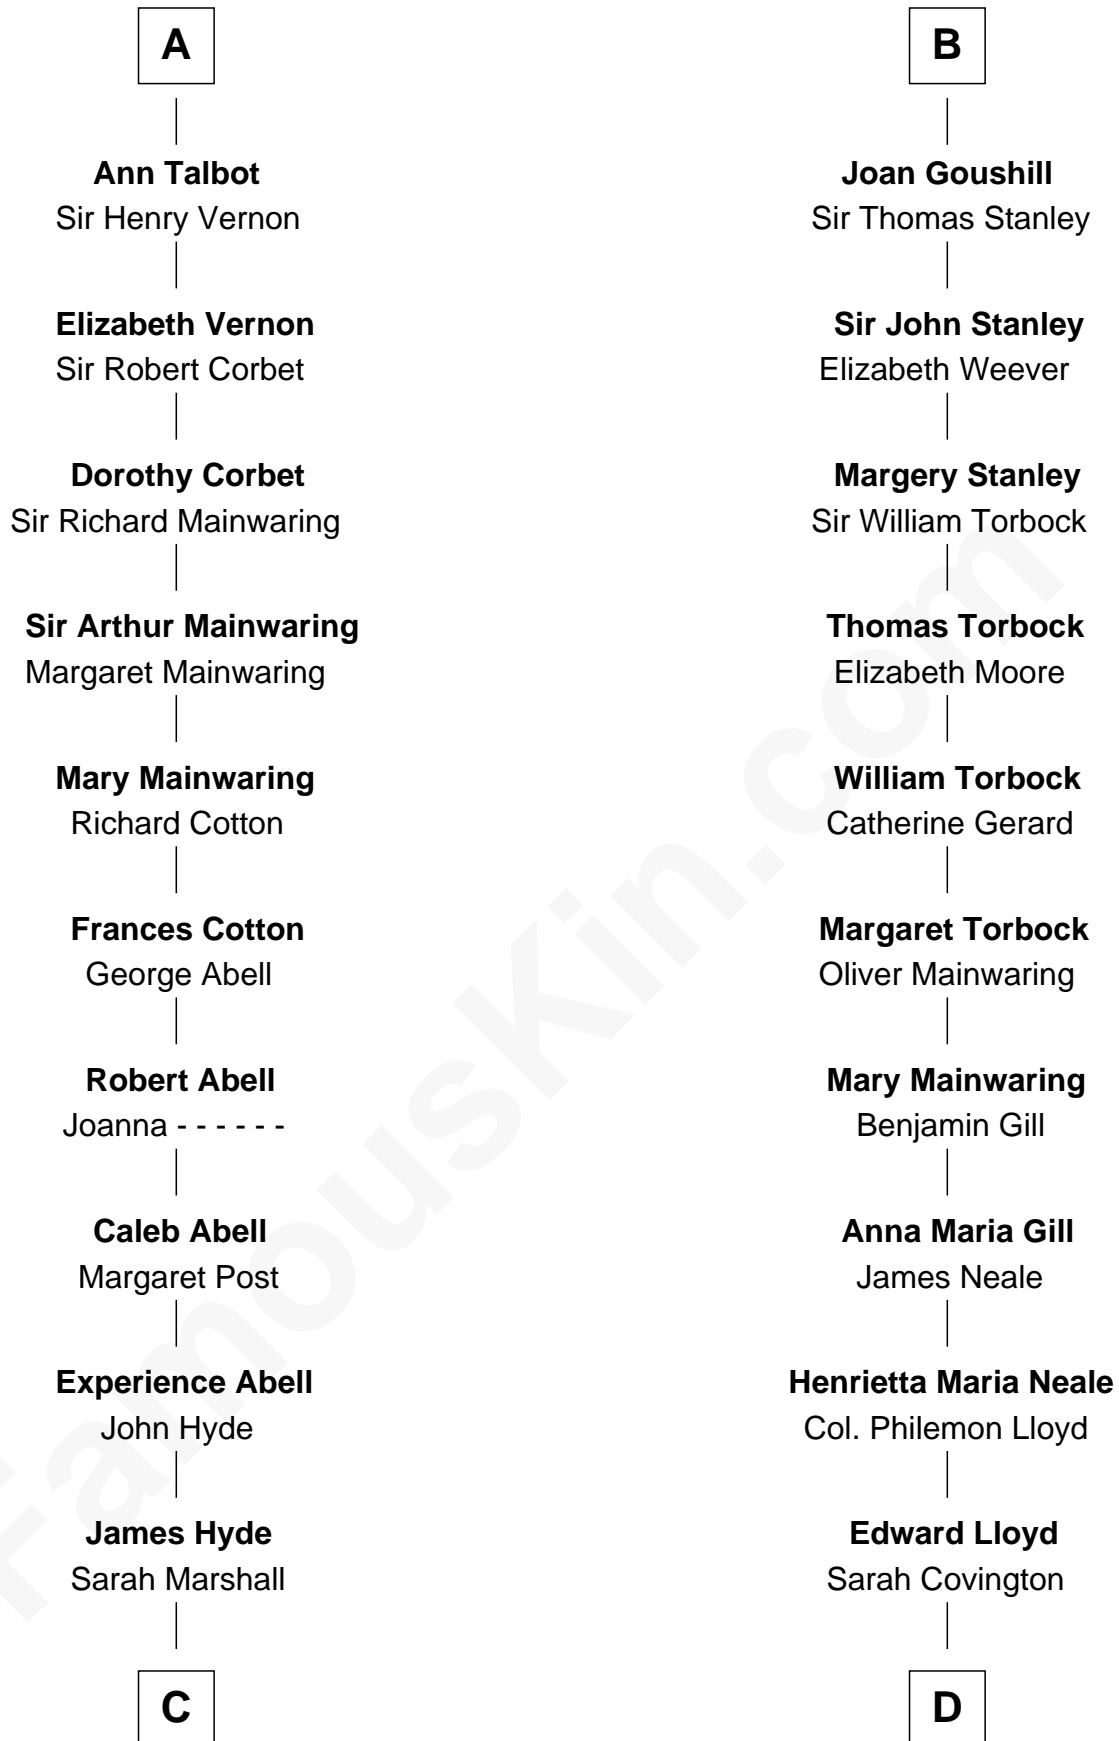 A
Ann Talbot
Sir Henry Vernon
Elizabeth Vernon
Sir Robert Corbet
Dorothy Corbet
Sir Richard Mainwaring
Sir Arthur Mainwaring
Margaret Mainwaring
Mary Mainwaring
Richard Cotton
Frances Cotton
George Abell
Robert Abell
Joanna - - - - - -
Caleb Abell
Margaret Post
Experience Abell
John Hyde
James Hyde
Sarah Marshall
C
B
Joan Goushill
Sir Thomas Stanley
Sir John Stanley
Elizabeth Weever
Margery Stanley
Sir William Torbock
Thomas Torbock
Elizabeth Moore
William Torbock
Catherine Gerard
Margaret Torbock
Oliver Mainwaring
Mary Mainwaring
Benjamin Gill
Anna Maria Gill
James Neale
Henrietta Maria Neale
Col. Philemon Lloyd
Edward Lloyd
Sarah Covington
D
FamousKin.com